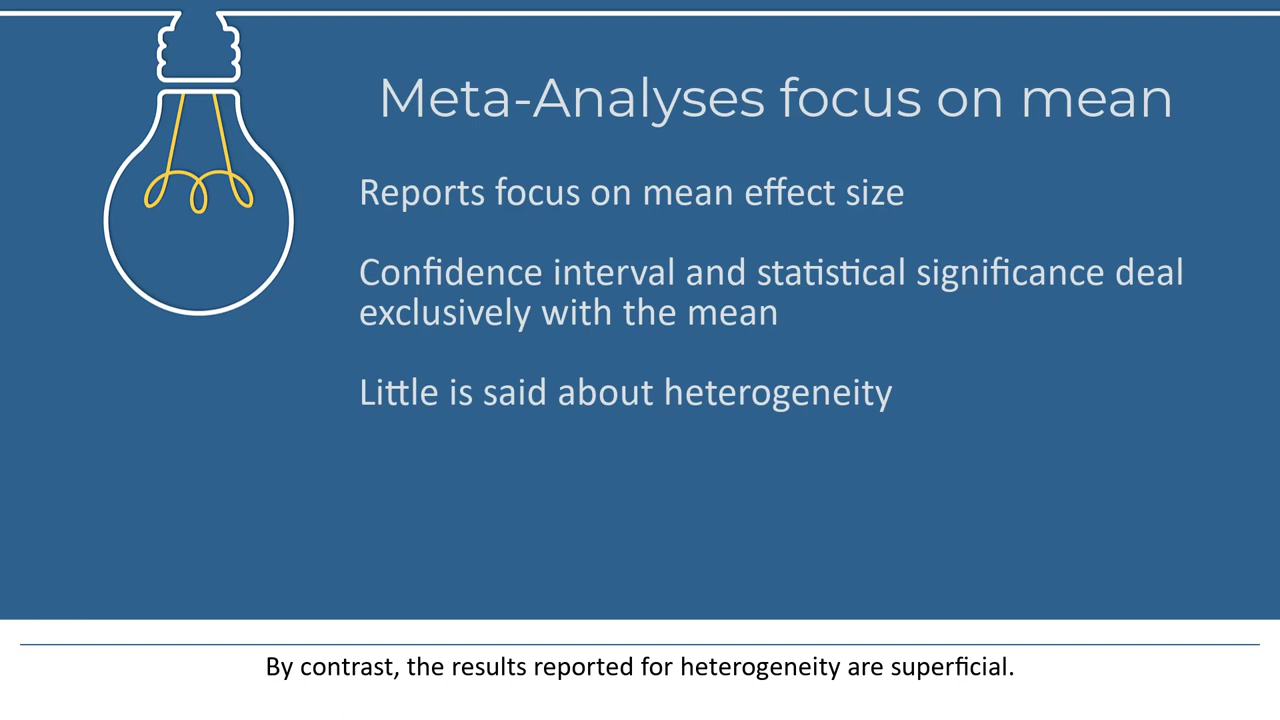 Meta-Analyses focus on mean
Reports focus on mean effect size
Confidence interval and statistical significance deal
exclusively with the mean
Little is said about heterogeneity
By contrast, the results reported for heterogeneity are superficial.